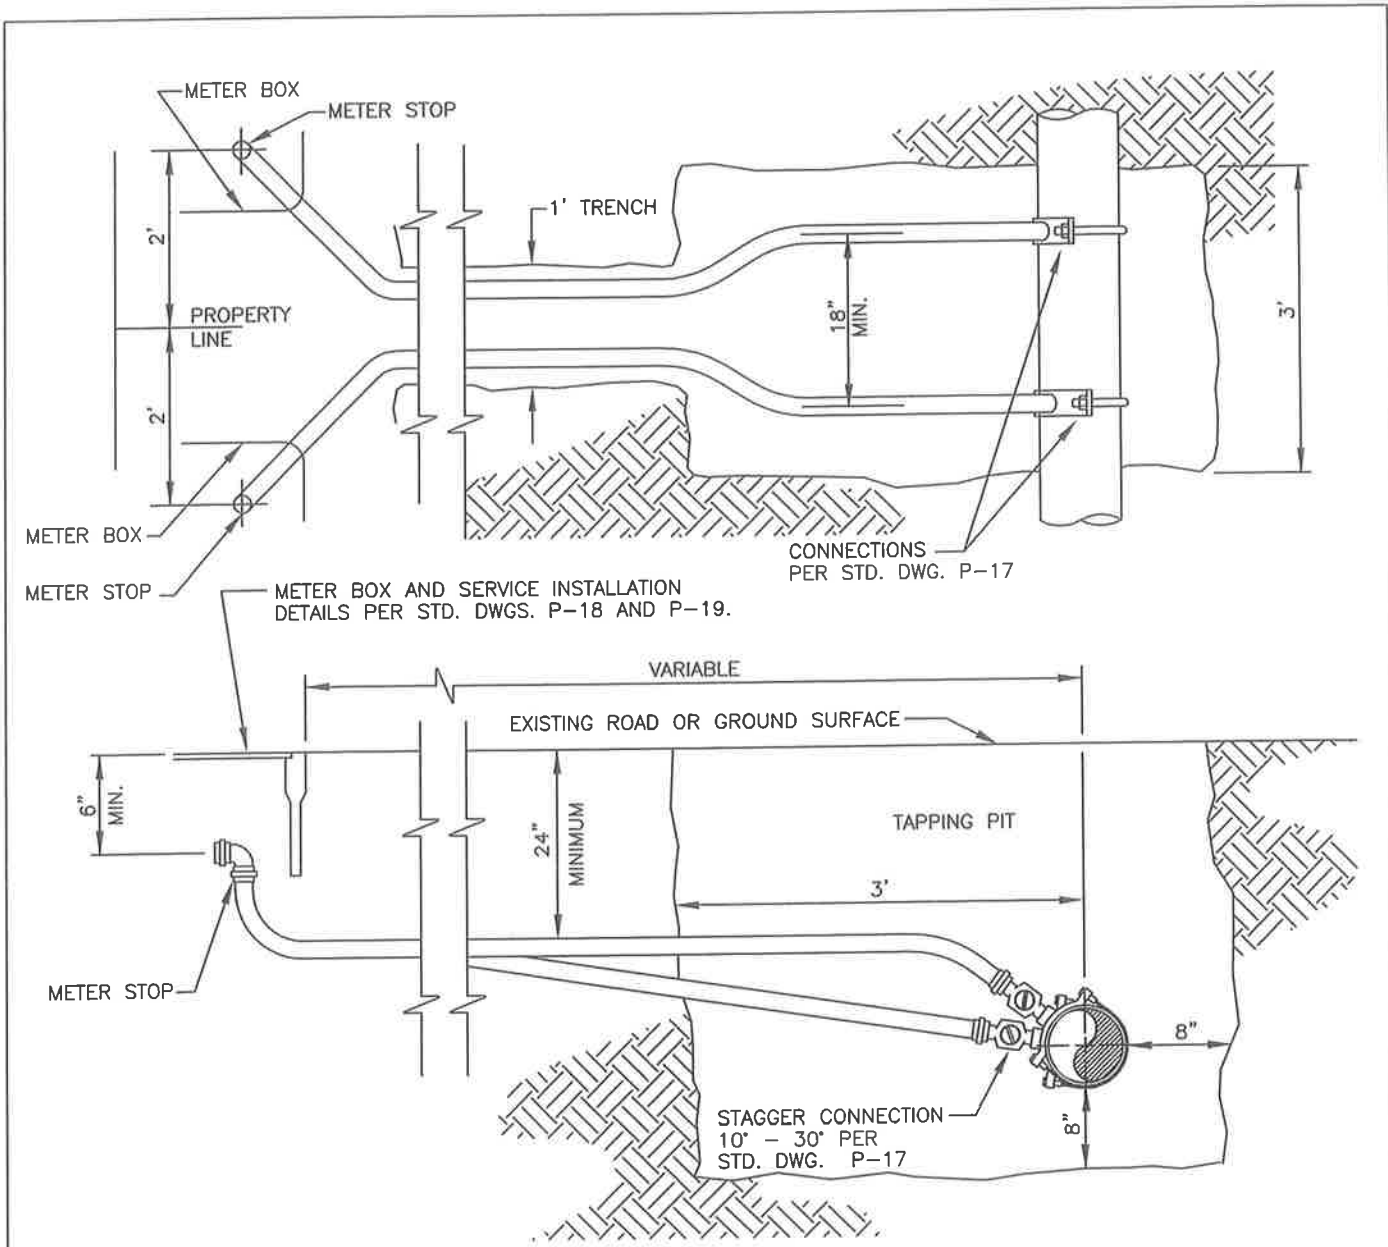 METER BOX
METER STOP
1' TRENCH
2'
PROPERTY
LINE
2'
18"
MIN.
3'
METER BOX
METER STOP
CONNECTIONS
PER STD. DWG. P-17
METER BOX AND SERVICE INSTALLATION
DETAILS PER STD. DWGS. P-18 AND P-19.
VARIABLE
EXISTING ROAD OR GROUND SURFACE
6"
MIN.
24"
MINIMUM
TAPPING PIT
3'
METER STOP
8"
8"
STAGGER CONNECTION
10° - 30° PER
STD. DWG. P-17